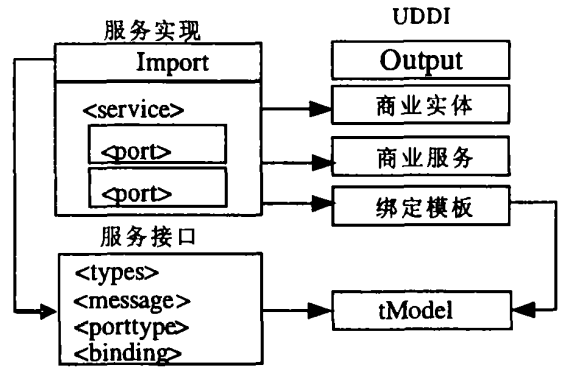 服务实现
UDDI
Import
Output
<service>
商业实体
<port>
商业服务
<port>
绑定模板
服务接口
<types>
<message>
<porttype>
<binding>
tModel